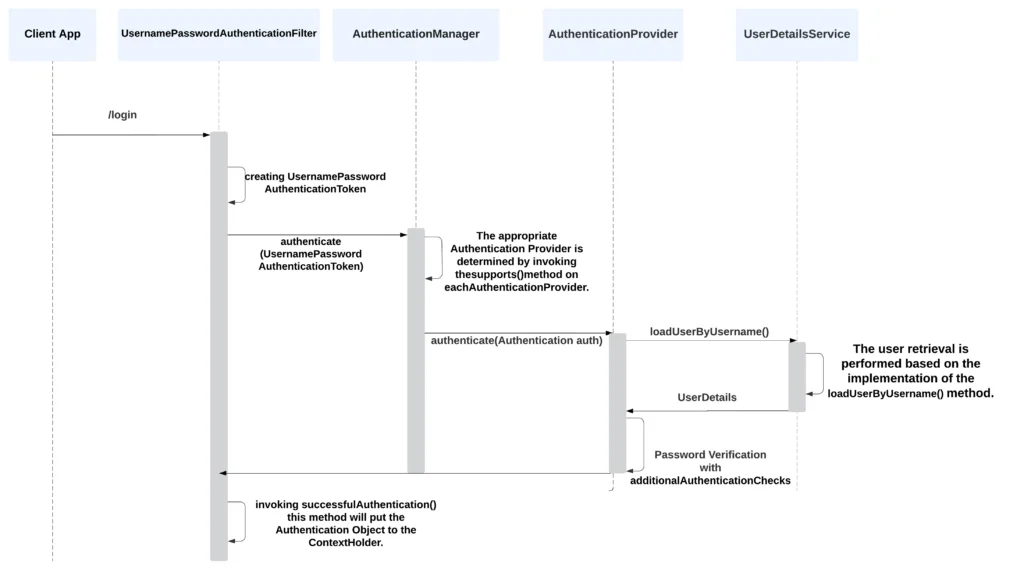 Client App
UsernamePasswordAuthenticationFilter
AuthenticationManager
AuthenticationProvider
UserDetailsService
/login
creating UsernamePassword
AuthenticationToken
authenticate
(UsernamePassword
AuthenticationToken)
The appropriate
Authentication Provider is
determined by invoking
thesupports()method on
eachAuthenticationProvider.
authenticate(Authentication auth)
loadUserByUsername()
The user retrieval is
performed based on the
implementation of the
loadUserByUsername() method.
UserDetails
Password Verification
with
additionalAuthenticationChecks
invoking successfulAuthentication()
this method will put the
Authentication Object to the
ContextHolder.